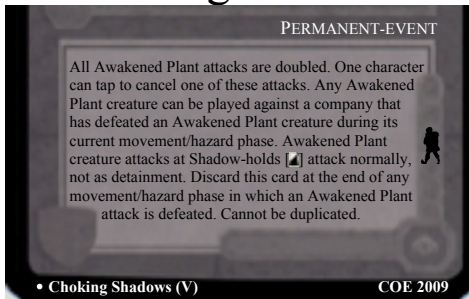 PERMANENT-EVENT
All Awakened Plant attacks are doubled. One character
can tap to cancel one of these attacks. Any Awakened
Plant creature can be played against a company that
has defeated an Awakened Plant creature during its
current movement/hazard phase. Awakened Plant
creature attacks at Shadow-holds [] attack normally,
not as detainment. Discard this card at the end of any
movement/hazard phase in which an Awakened Plant
attack is defeated. Cannot be duplicated.
• Choking Shadows (V) COE 2009